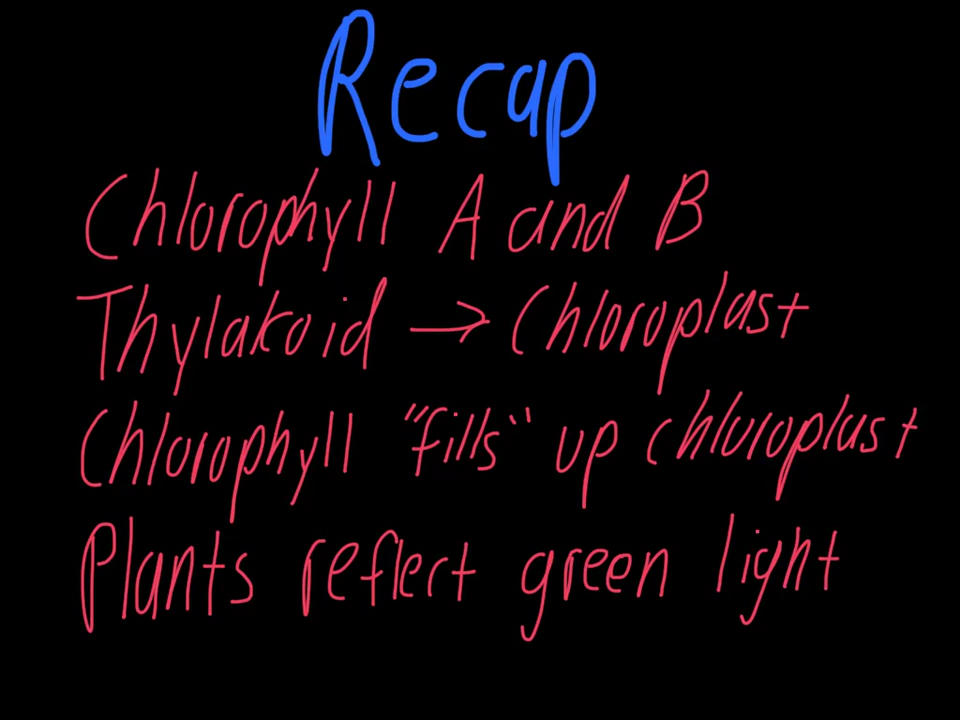 Recap
Chlorophyll A and B
Thylakoid → Chloroplast
Chlorophyll "fills" up chloroplast
Plants reflect green light